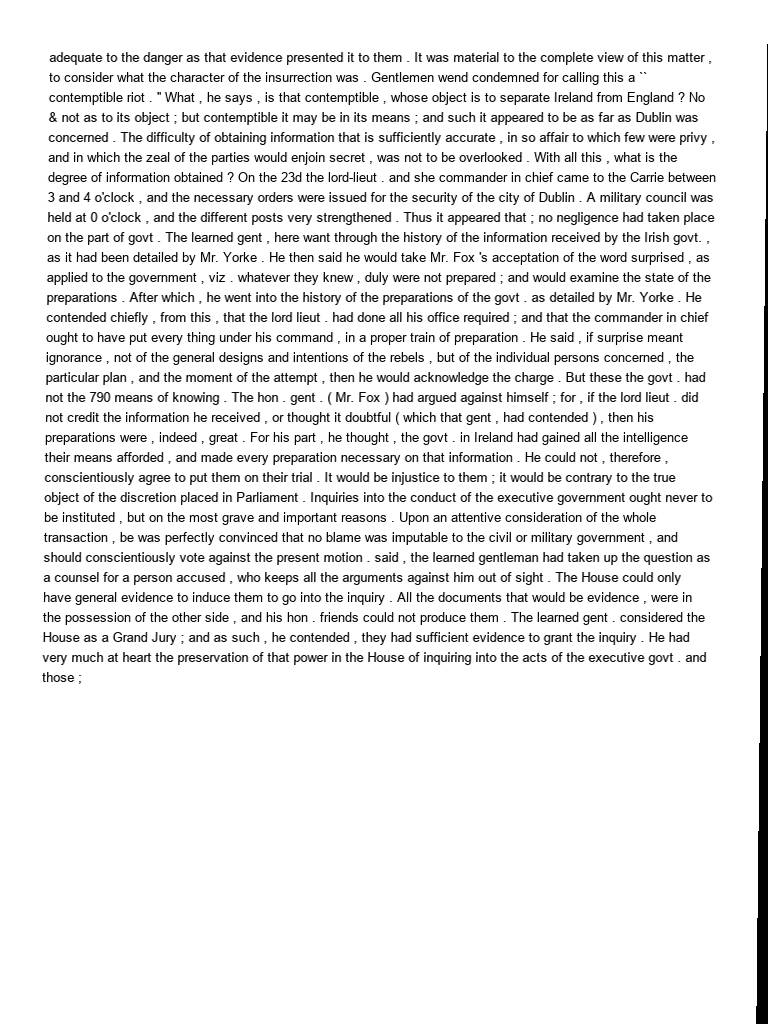 adequate to the danger as that evidence presented it to them . It was material to the complete view of this matter ,
to consider what the character of the insurrection was . Gentlemen wend condemned for calling this a ``
contemptible riot . " What , he says , is that contemptible , whose object is to separate Ireland from England ? No
& not as to its object ; but contemptible it may be in its means ; and such it appeared to be as far as Dublin was
concerned . The difficulty of obtaining information that is sufficiently accurate , in so affair to which few were privy ,
and in which the zeal of the parties would enjoin secret , was not to be overlooked . With all this , what is the
degree of information obtained ? On the 23d the lord-lieut . and she commander in chief came to the Carrie between
3 and 4 o'clock , and the necessary orders were issued for the security of the city of Dublin . A military council was
held at 0 o'clock , and the different posts very strengthened . Thus it appeared that ; no negligence had taken place
on the part of govt . The learned gent , here want through the history of the information received by the Irish govt. ,
as it had been detailed by Mr. Yorke . He then said he would take Mr. Fox 's acceptation of the word surprised , as
applied to the government , viz . whatever they knew , duly were not prepared ; and would examine the state of the
preparations . After which , he went into the history of the preparations of the govt . as detailed by Mr. Yorke . He
contended chiefly , from this , that the lord lieut . had done all his office required ; and that the commander in chief
ought to have put every thing under his command , in a proper train of preparation . He said , if surprise meant
ignorance , not of the general designs and intentions of the rebels , but of the individual persons concerned , the
particular plan , and the moment of the attempt , then he would acknowledge the charge . But these the govt . had
not the 790 means of knowing . The hon . gent . ( Mr. Fox ) had argued against himself ; for , if the lord lieut . did
not credit the information he received , or thought it doubtful ( which that gent , had contended ) , then his
preparations were , indeed , great . For his part , he thought , the govt . in Ireland had gained all the intelligence
their means afforded , and made every preparation necessary on that information . He could not , therefore ,
conscientiously agree to put them on their trial . It would be injustice to them ; it would be contrary to the true
object of the discretion placed in Parliament . Inquiries into the conduct of the executive government ought never to
be instituted , but on the most grave and important reasons . Upon an attentive consideration of the whole
transaction , be was perfectly convinced that no blame was imputable to the civil or military government , and
should conscientiously vote against the present motion . said , the learned gentleman had taken up the question as
a counsel for a person accused , who keeps all the arguments against him out of sight . The House could only
have general evidence to induce them to go into the inquiry . All the documents that would be evidence , were in
the possession of the other side , and his hon . friends could not produce them . The learned gent . considered the
House as a Grand Jury ; and as such , he contended , they had sufficient evidence to grant the inquiry . He had
very much at heart the preservation of that power in the House of inquiring into the acts of the executive govt . and
those ;